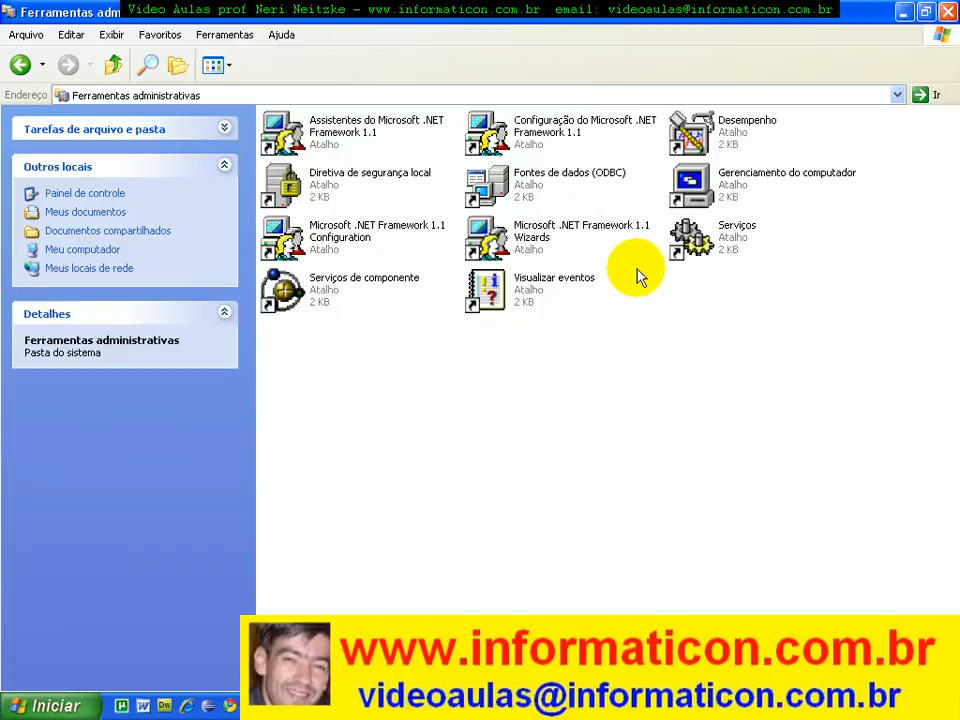 Ferramentas adm
Video Aulas prof Neri Neitzke - www.informaticon.com.br email: videoaulas@informaticon.com.br
Arquivo Editar Exibir Favoritos Ferramentas Ajuda
Endereço Ferramentas administrativas Ir
Tarefas de arquivo e pasta
Outros locais
Painel de controle
Meus documentos
Documentos compartilhados
Meu computador
Meus locais de rede
Detalhes
Ferramentas administrativas
Pasta do sistema
Assistentes do Microsoft .NET
Framework 1.1
Atalho
Configuração do Microsoft .NET
Framework 1.1
Atalho
Desempenho
Atalho
2 KB
Diretiva de segurança local
Atalho
2 KB
Fontes de dados (ODBC)
Atalho
2 KB
Gerenciamento do computador
Atalho
2 KB
Microsoft .NET Framework 1.1
Configuration
Atalho
Microsoft .NET Framework 1.1
Wizards
Atalho
Serviços
Atalho
2 KB
Serviços de componente
Atalho
2 KB
Visualizar eventos
Atalho
2 KB
www.informaticon.com.br
videoaulas@informaticon.com.br
Iniciar